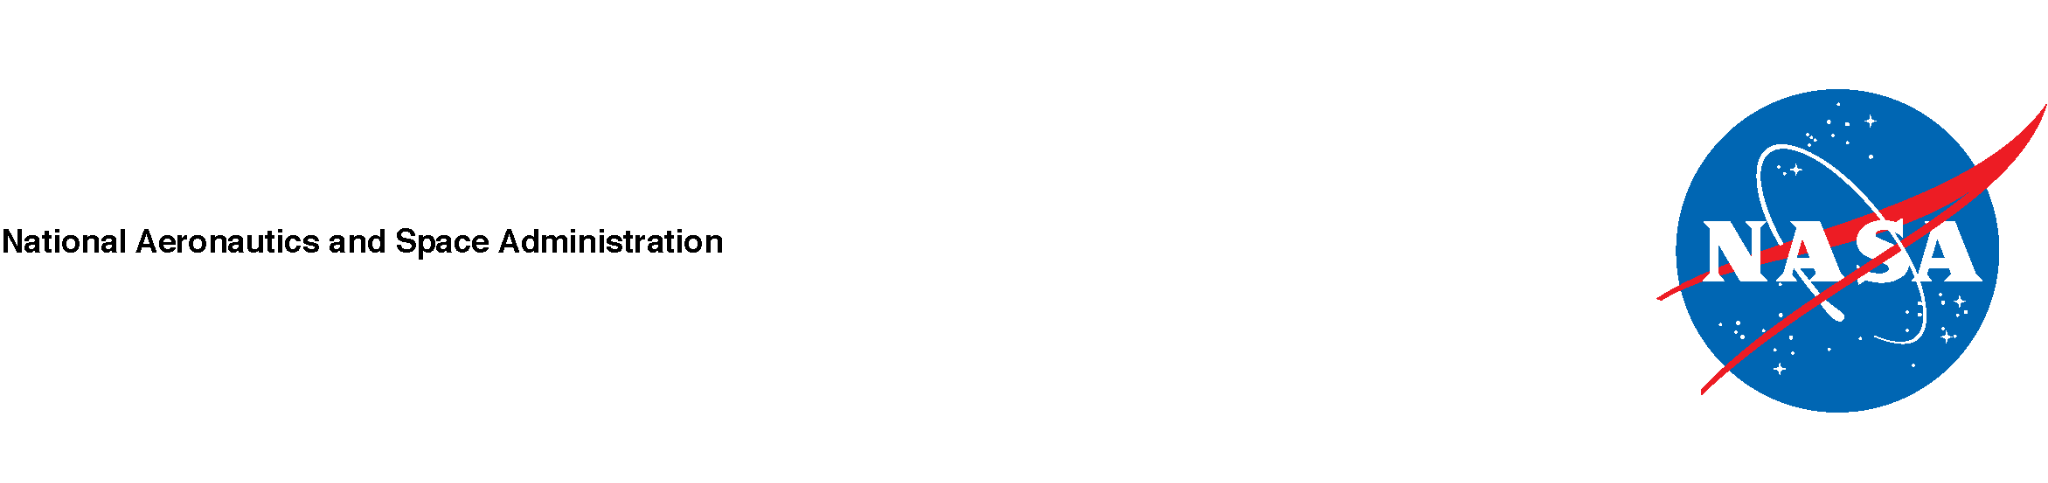 National Aeronautics and Space Administration
NASA